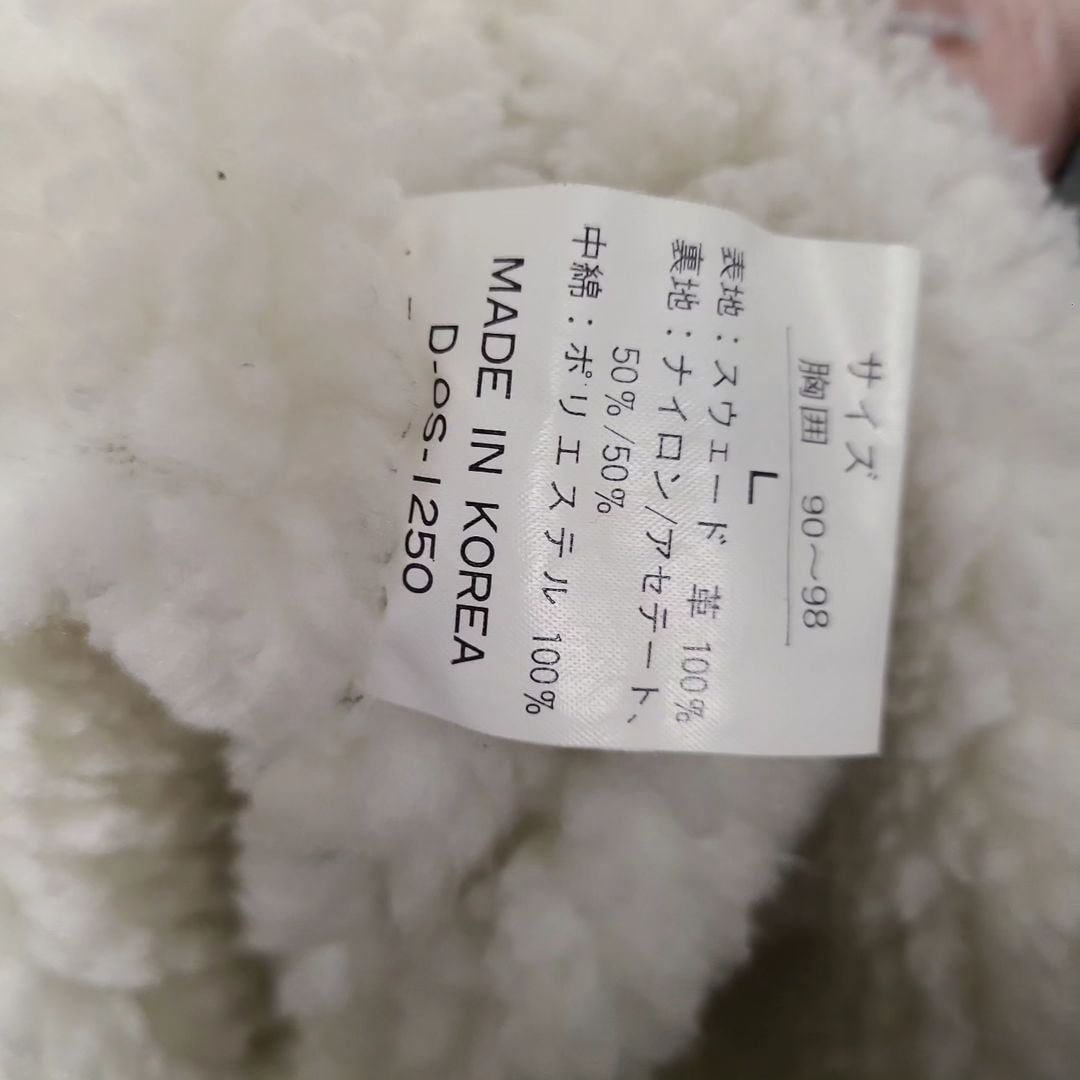 サイズ
胸囲 90〜98
L
表地：スウェード 革 100%
裏地：ナイロン/アセテート、
50%/50%
中綿：ポリエステル 100%
MADE IN KOREA
D-OS-1250